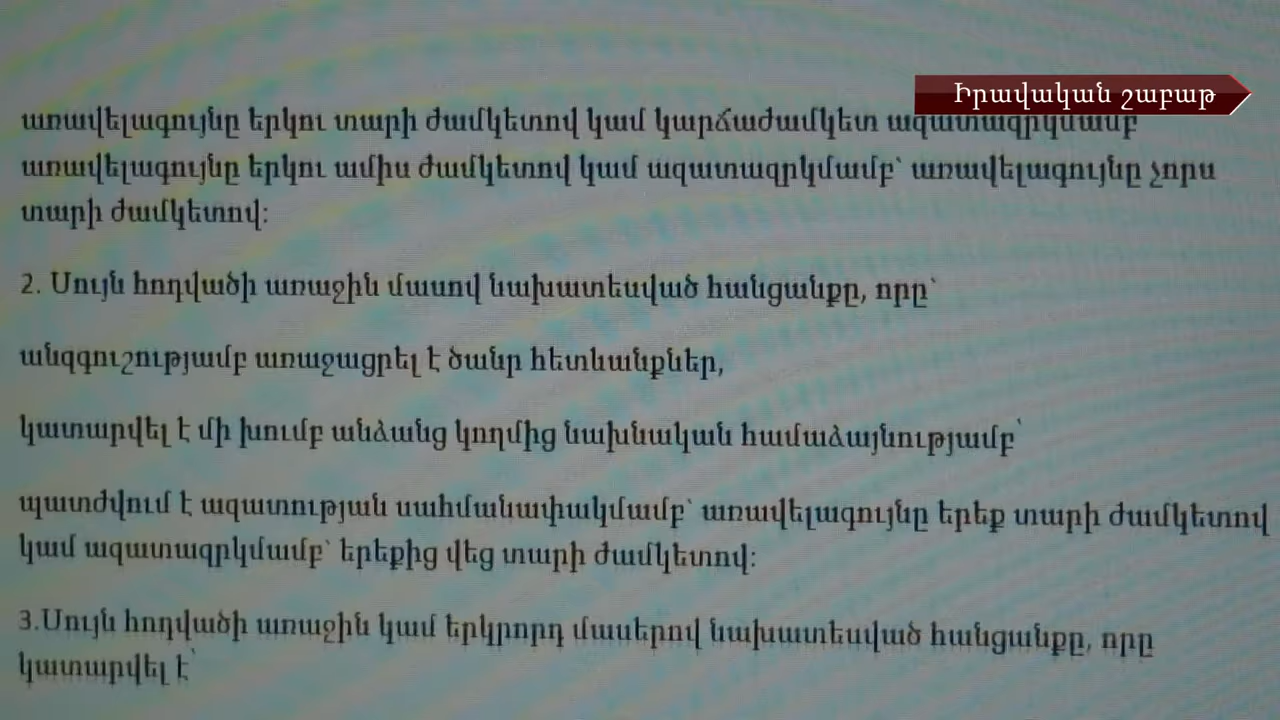 Իրավական շաբաթ
առավելագույնը երկու տարի ժամկետով կամ կարճաժամկետ ազատազրկմամբ
առավելագույնը երկու ամիս ժամկետով կամ ազատազրկմամբ՝ առավելագույնը չորս
տարի ժամկետով:
2. Սույն հոդվածի առաջին մասով նախատեսված հանցանքը, որը՝
անզգուշությամբ առաջացրել է ծանր հետևանքներ,
կատարվել է մի խումբ անձանց կողմից նախնական համաձայնությամբ՝
պատժվում է ազատության սահմանափակմամբ՝ առավելագույնը երեք տարի ժամկետով
կամ ազատազրկմամբ՝ երեքից վեց տարի ժամկետով:
3.Սույն հոդվածի առաջին կամ երկրորդ մասերով նախատեսված հանցանքը, որը
կատարվել է՝